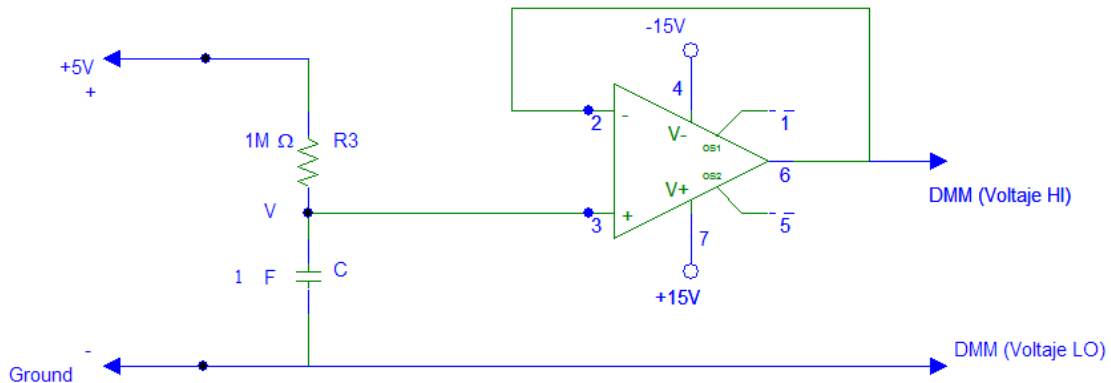 -15V
+5V
+
4
1
2
-
V-
OS1
1M Ω R3
6
OS2
V+
DMM (Voltaje HI)
V
3
+
5
7
1 F C
+15V
-
DMM (Voltaje LO)
Ground